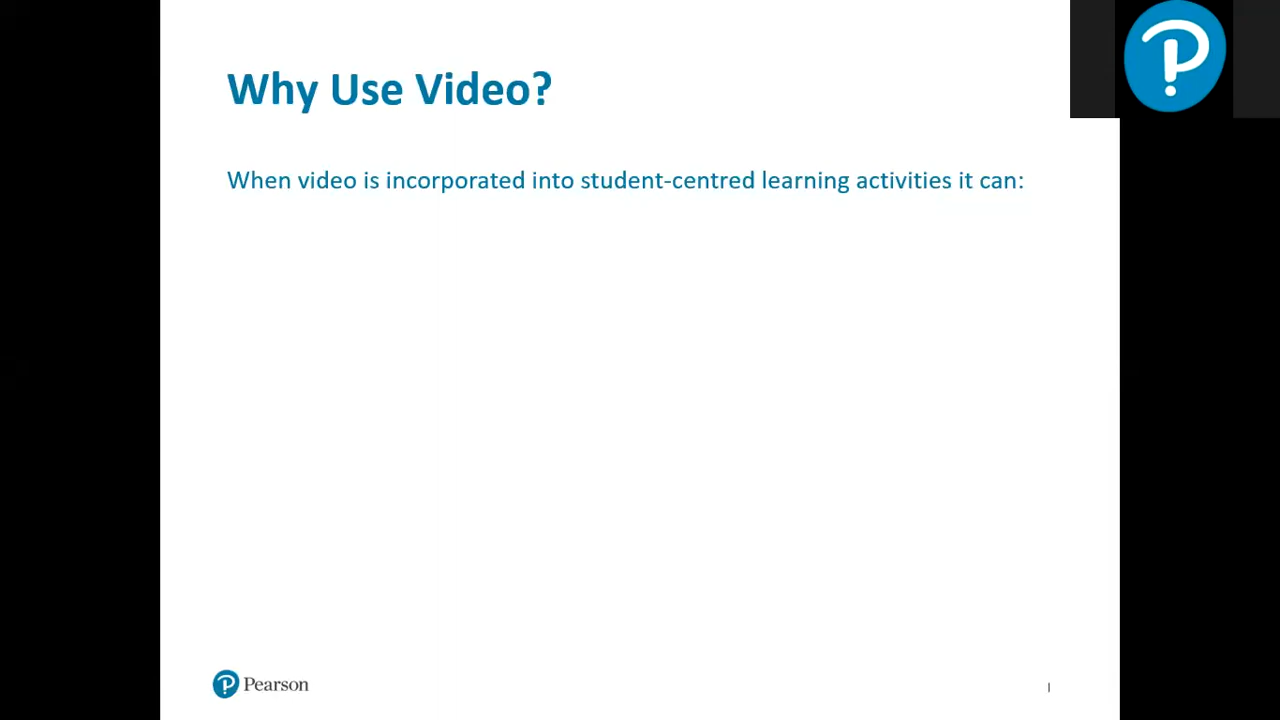 Why Use Video?
When video is incorporated into student-centred learning activities it can:
Pearson